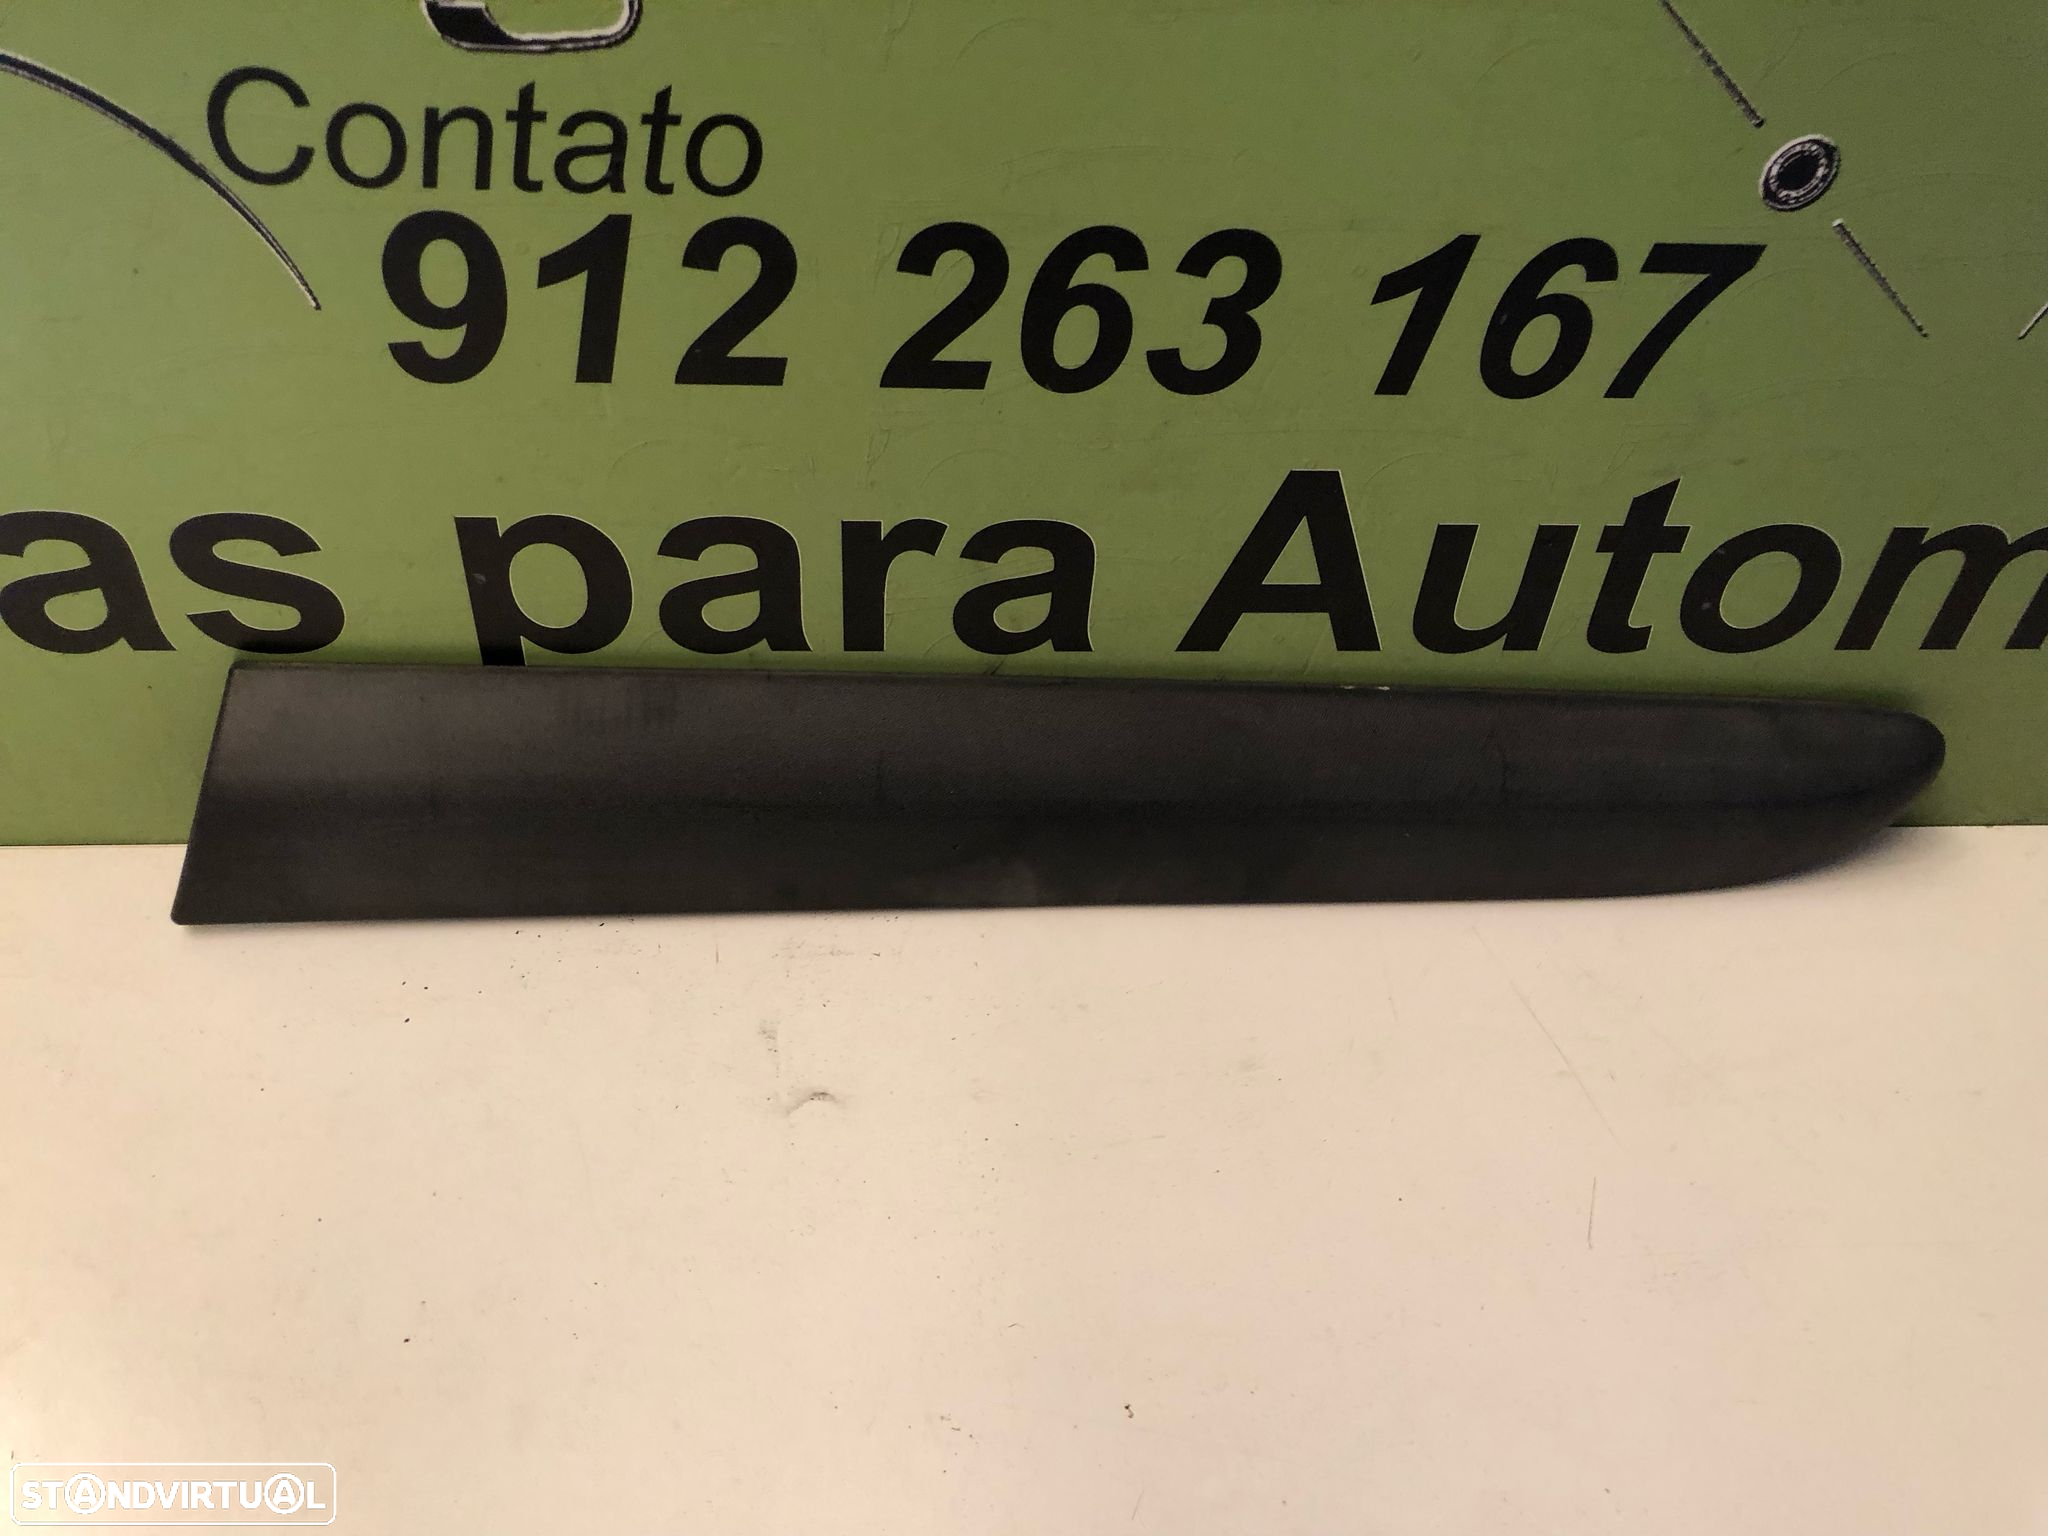 Contato
912 263 167
as para Autom
STANDVIRTUAL